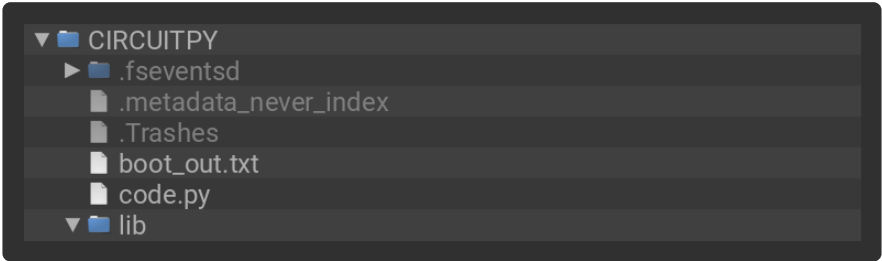 CIRCUITPY
.fseventsd
.metadata_never_index
.Trashes
boot_out.txt
code.py
lib